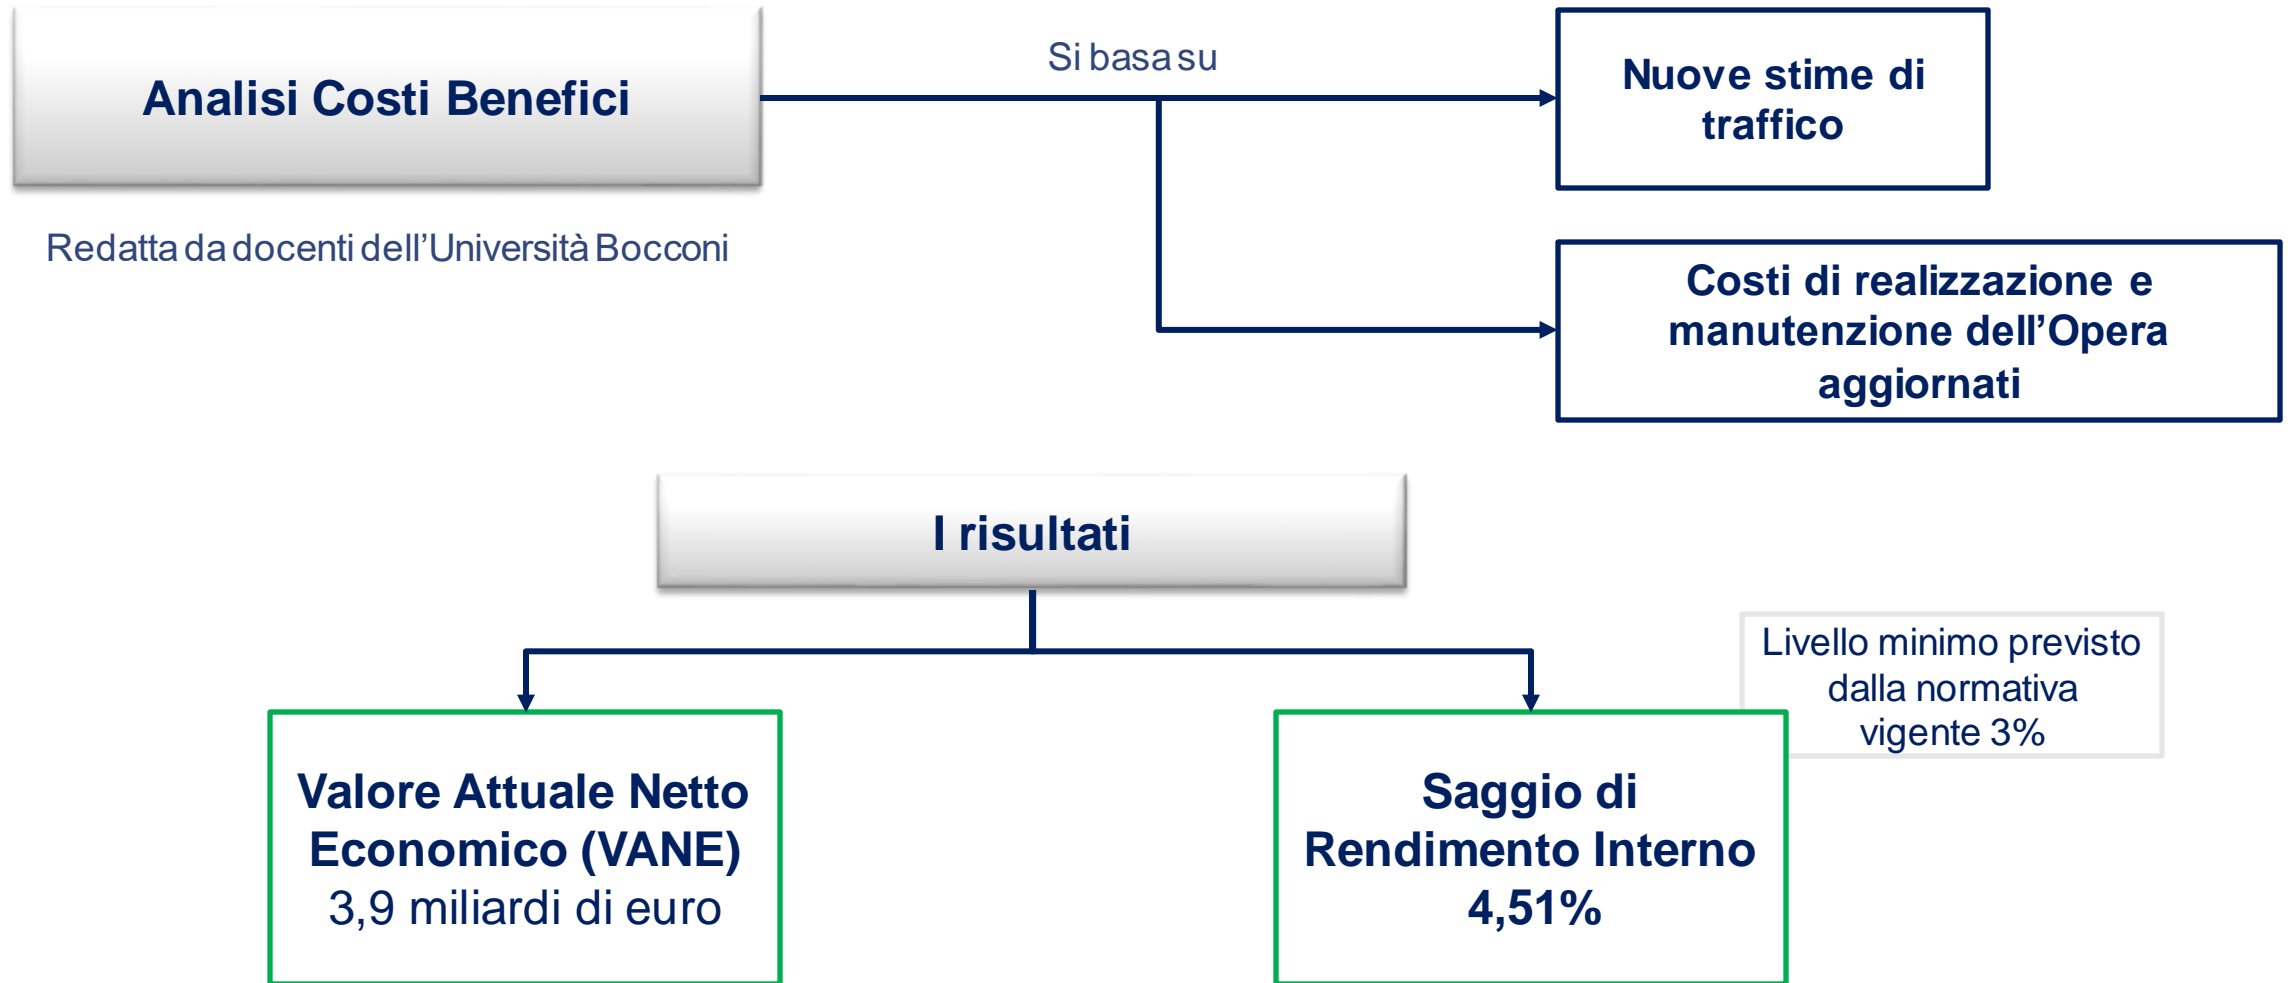 Analisi Costi Benefici
Si basa su
Nuove stime di
traffico
Redatta da docenti dell’Università Bocconi
Costi di realizzazione e
manutenzione dell’Opera
aggiornati
I risultati
Livello minimo previsto
dalla normativa
vigente 3%
Valore Attuale Netto
Economico (VANE)
3,9 miliardi di euro
Saggio di
Rendimento Interno
4,51%